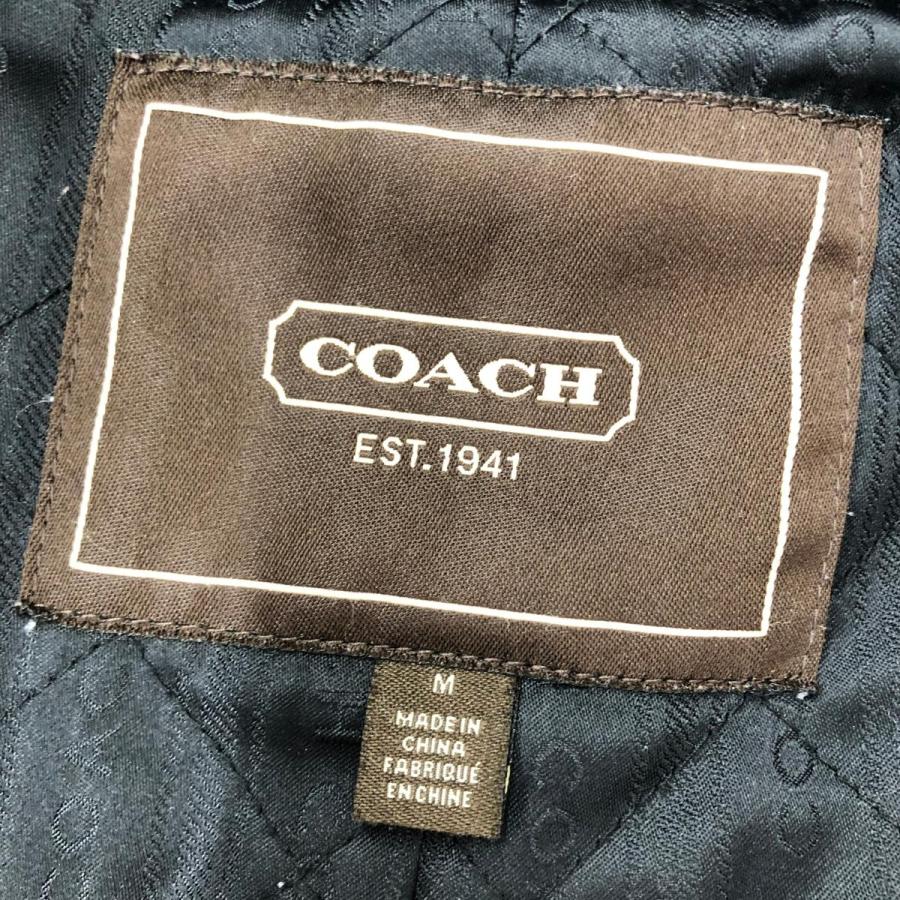 COACH
EST.1941
M
MADE IN
CHINA
FABRIQUÉ
EN CHINE